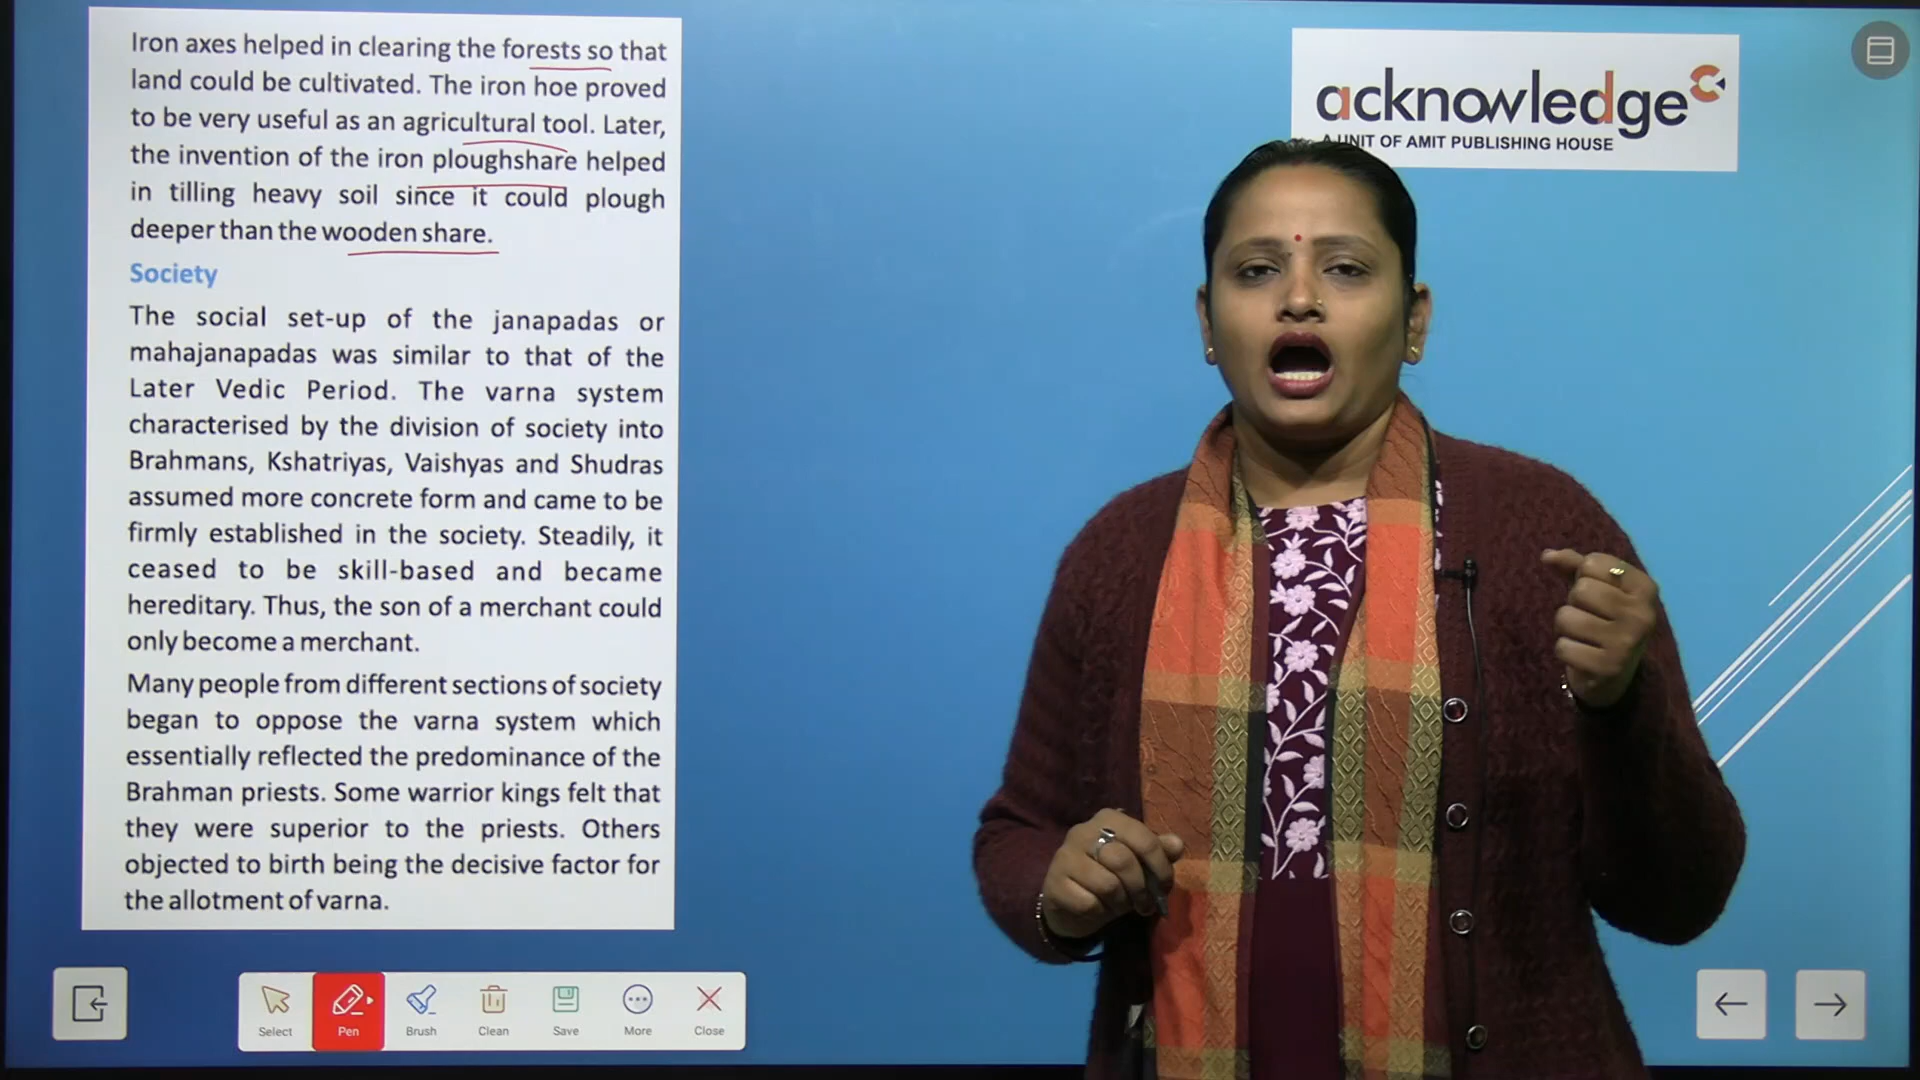 Iron axes helped in clearing the forests so that
land could be cultivated. The iron hoe proved
to be very useful as an agricultural tool. Later,
the invention of the iron ploughshare helped
in tilling heavy soil since it could plough
deeper than the wooden share.
Society
The social set-up of the janapadas or
mahajanapadas was similar to that of the
Later Vedic Period. The varna system
characterised by the division of society into
Brahmans, Kshatriyas, Vaishyas and Shudras
assumed more concrete form and came to be
firmly established in the society. Steadily, it
ceased to be skill-based and became
hereditary. Thus, the son of a merchant could
only become a merchant.
Many people from different sections of society
began to oppose the varna system which
essentially reflected the predominance of the
Brahman priests. Some warrior kings felt that
they were superior to the priests. Others
objected to birth being the decisive factor for
the allotment of varna.
acknowledge
A UNIT OF AMIT PUBLISHING HOUSE
Select Pen Brush Clean Save More Close